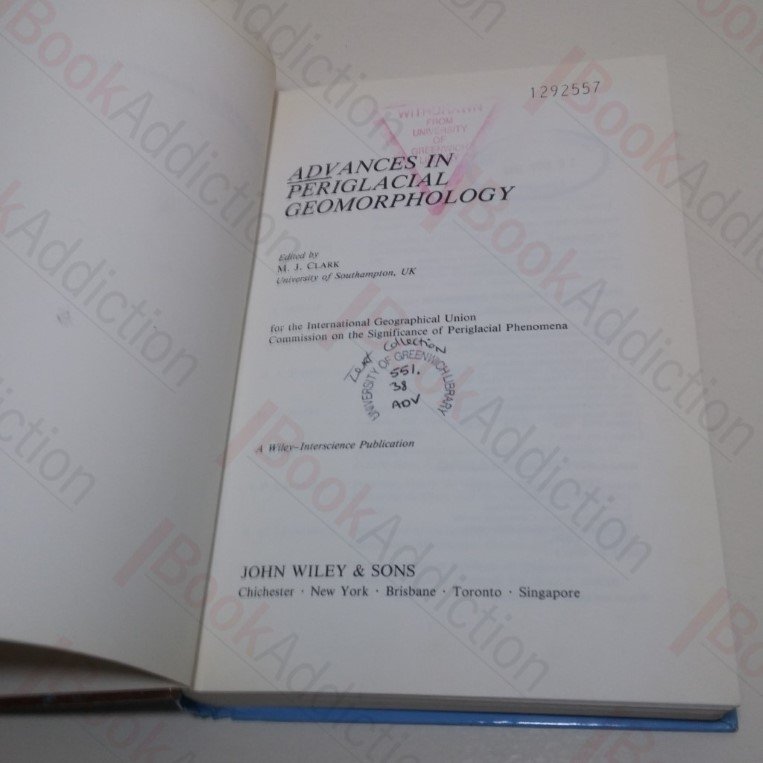 1292557
WITHDRAWN
FROM
UNIVERSITY
OF
GREENWICH
ADVANCES IN
PERIGLACIAL
GEOMORPHOLOGY
Edited by
M. J. CLARK
University of Southampton, UK
for the International Geographical Union
Commission on the Significance of Periglacial Phenomena
Collection
UNIVERSITY OF GREENWICH LIBRARY
551.
38
ADV
A Wiley–Interscience Publication
JOHN WILEY & SONS
Chichester · New York · Brisbane · Toronto · Singapore
BookAddiction